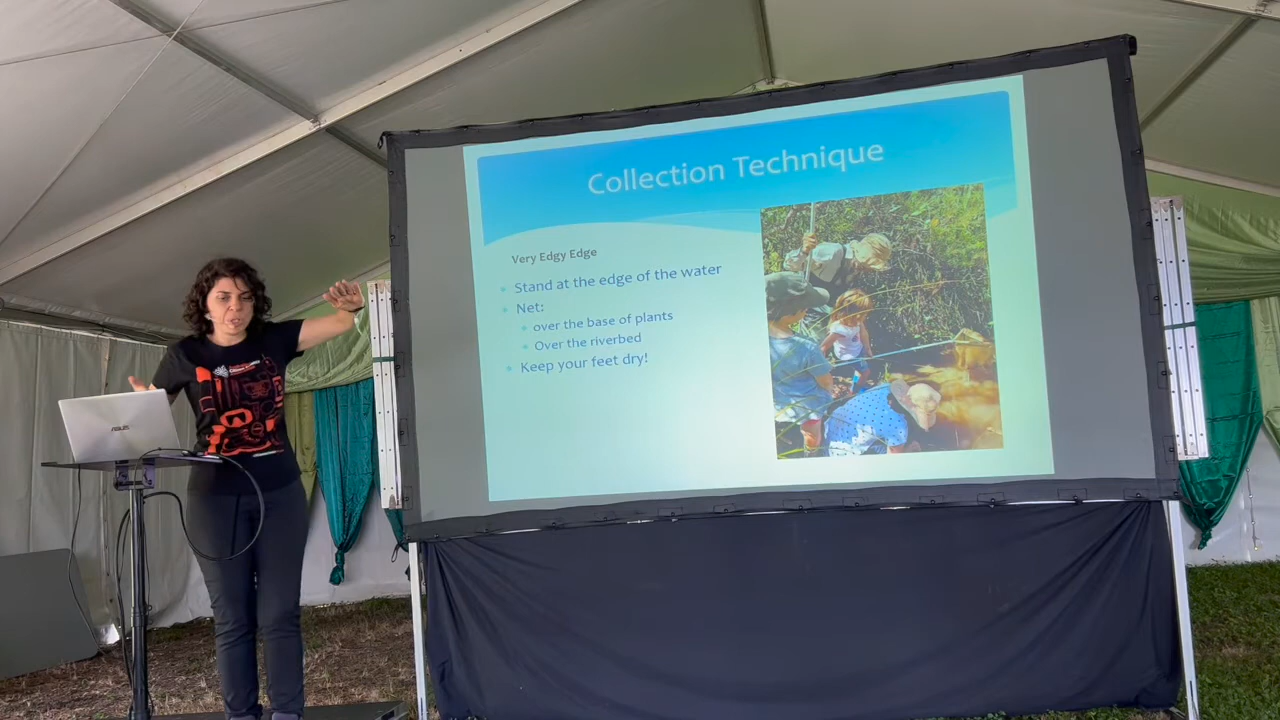 Collection Technique
Very Edgy Edge
Stand at the edge of the water
Net:
over the base of plants
Over the riverbed
Keep your feet dry!
ASUS